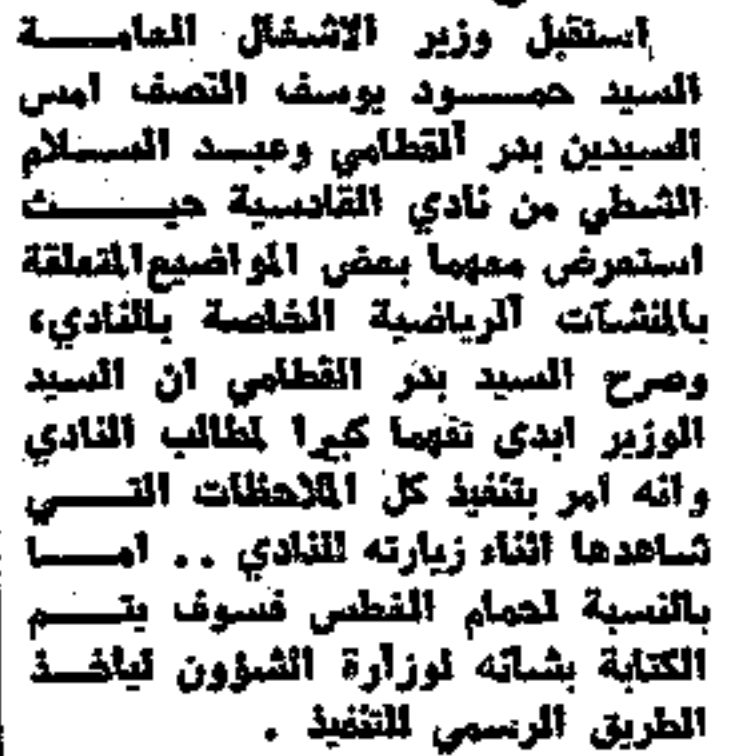 استقبل وزير الاشغال العامة
السيد حمود يوسف النصف امس
السيدين بدر القطامي وعبد السلام
الشطي من نادي القادسية حيث
استعرض معهما بعض المواضيع المتعلقة
بالمنشآت الرياضية الخاصة بالنادي،
وصرح السيد بدر القطامي ان السيد
الوزير ابدى تفهما كبيرا لمطالب النادي
وانه امر بتنفيذ كل الملاحظات التي
شاهدها اثناء زيارته للنادي .. اما
بالنسبة لحمام الغطس فسوف يتم
الكتابة بشانه لوزارة الشؤون لياخذ
الطريق الرسمي للتنفيذ .